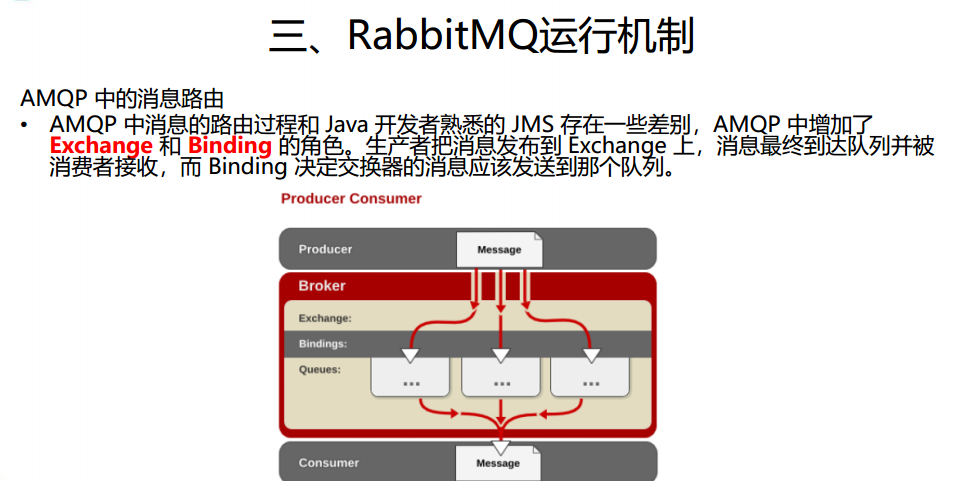 三、RabbitMQ运行机制
AMQP 中的消息路由
• AMQP 中消息的路由过程和 Java 开发者熟悉的 JMS 存在一些差别，AMQP 中增加了
Exchange 和 Binding 的角色。生产者把消息发布到 Exchange 上，消息最终到达队列并被
消费者接收，而 Binding 决定交换器的消息应该发送到那个队列。
Producer Consumer
Producer
Message
Broker
Exchange:
Bindings:
Queues:
... ... ...
Consumer
Message